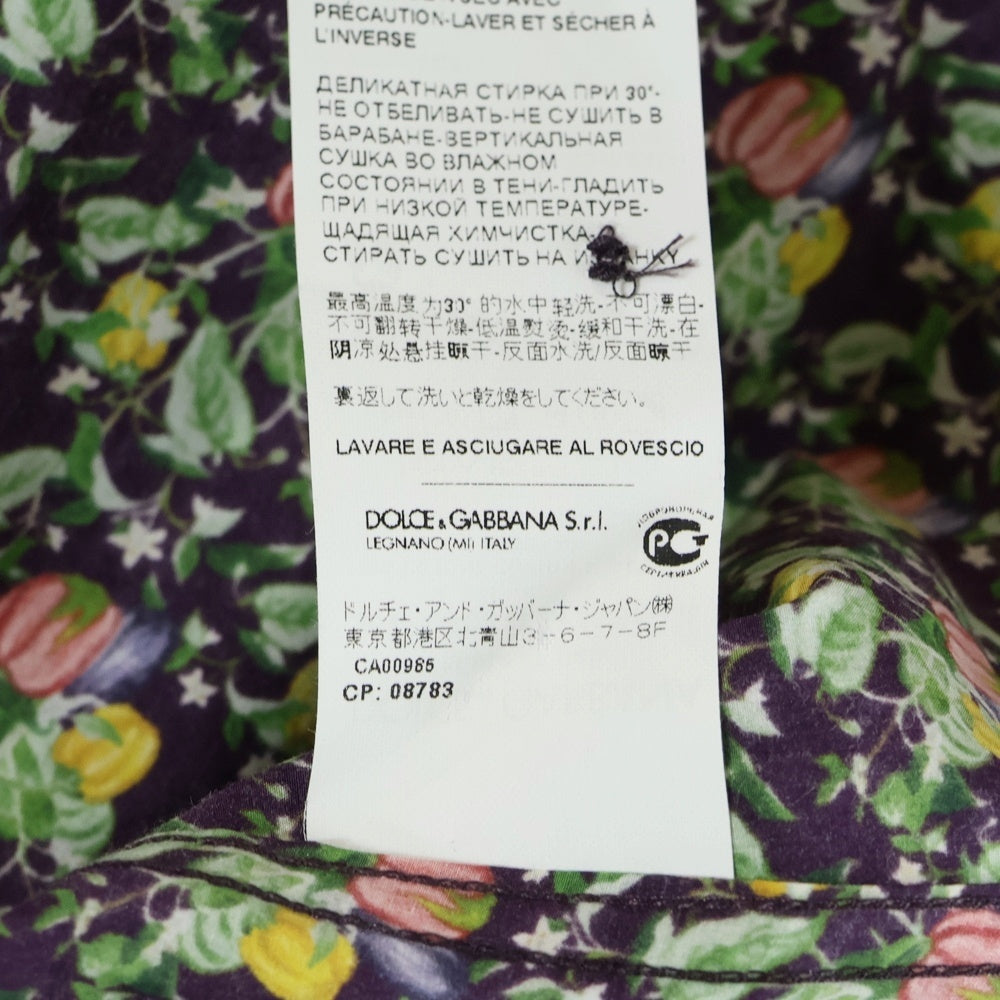 PRÉCAUTION-LAVER ET SÉCHER À
L'INVERSE
ДЕЛИКАТНАЯ СТИРКА ПРИ 30°-
НЕ ОТБЕЛИВАТЬ-НЕ СУШИТЬ В
БАРАБАНЕ-ВЕРТИКАЛЬНАЯ
СУШКА ВО ВЛАЖНОМ
СОСТОЯНИИ В ТЕНИ-ГЛАДИТЬ
ПРИ НИЗКОЙ ТЕМПЕРАТУРЕ-
ЩАДЯЩАЯ ХИМЧИСТКА-
СТИРАТЬ СУШИТЬ НА
最高温度为30°的水中轻洗-不可漂白-
不可翻转干燥-低温熨烫-缓和干洗-在
阴凉处悬挂晾干-反面水洗/反面晾干
裏返して洗いと乾燥をしてください。
LAVARE E ASCIUGARE AL ROVESCIO
DOLCE & GABBANA S.r.l.
LEGNANO (MI) ITALY
РСТ
ドルチェ・アンド・ガッバーナ・ジャパン㈱
東京都港区北青山3-6-7-8F
CA00985
CP: 08783